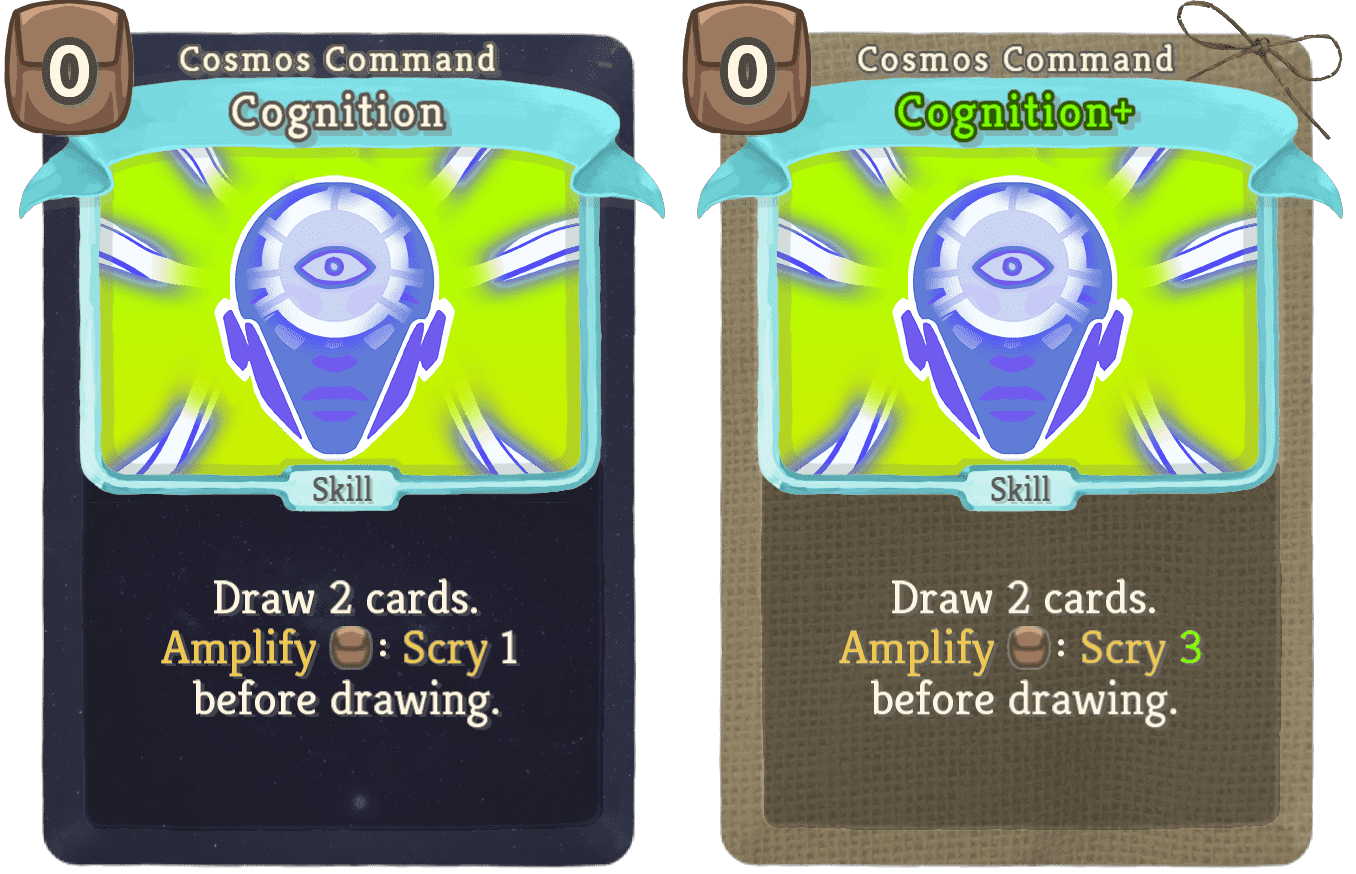 0
Cosmos Command
Cognition
Skill
Draw 2 cards.
Amplify : Scry 1
before drawing.
0
Cosmos Command
Cognition+
Skill
Draw 2 cards.
Amplify : Scry 3
before drawing.